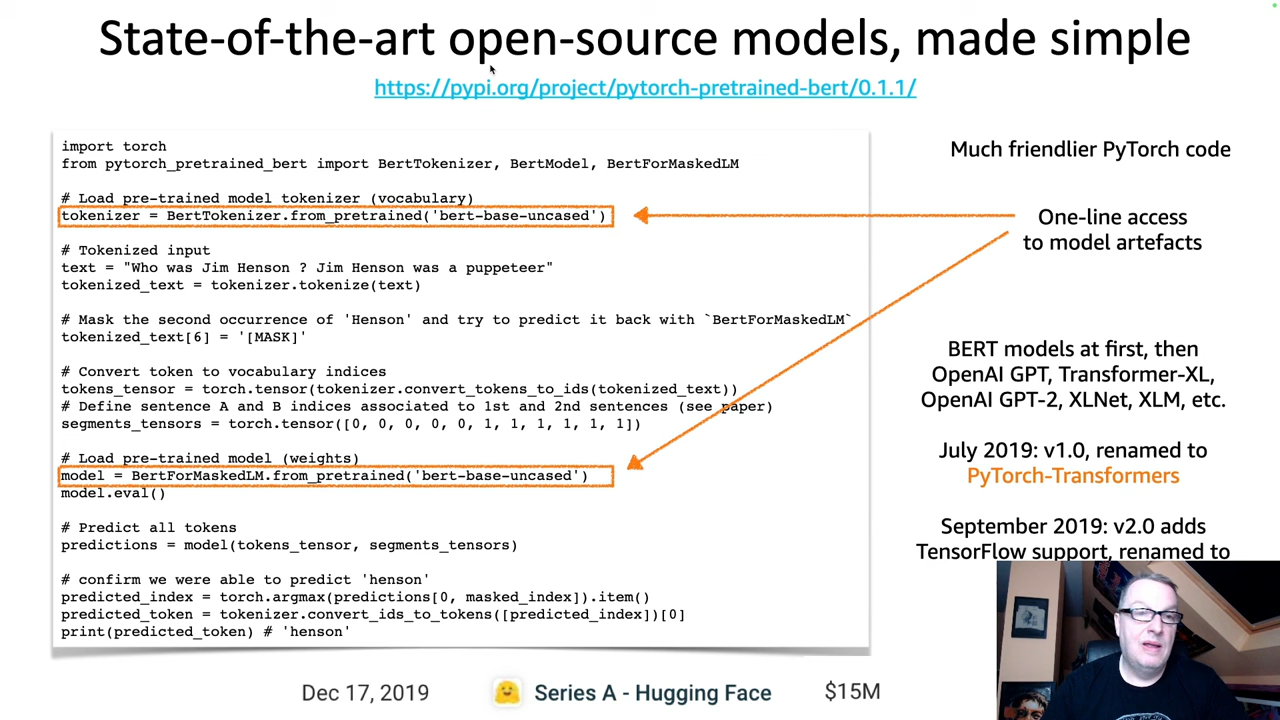 State-of-the-art open-source models, made simple
https://pypi.org/project/pytorch-pretrained-bert/0.1.1/
import torch
from pytorch_pretrained_bert import BertTokenizer, BertModel, BertForMaskedLM
# Load pre-trained model tokenizer (vocabulary)
tokenizer = BertTokenizer.from_pretrained('bert-base-uncased')
# Tokenized input
text = "Who was Jim Henson ? Jim Henson was a puppeteer"
tokenized_text = tokenizer.tokenize(text)
# Mask the second occurrence of 'Henson' and try to predict it back with `BertForMaskedLM`
tokenized_text[6] = '[MASK]'
# Convert token to vocabulary indices
tokens_tensor = torch.tensor(tokenizer.convert_tokens_to_ids(tokenized_text))
# Define sentence A and B indices associated to 1st and 2nd sentences (see paper)
segments_tensors = torch.tensor([0, 0, 0, 0, 0, 1, 1, 1, 1, 1, 1])
# Load pre-trained model (weights)
model = BertForMaskedLM.from_pretrained('bert-base-uncased')
model.eval()
# Predict all tokens
predictions = model(tokens_tensor, segments_tensors)
# confirm we were able to predict 'henson'
predicted_index = torch.argmax(predictions[0, masked_index]).item()
predicted_token = tokenizer.convert_ids_to_tokens([predicted_index])[0]
print(predicted_token) # 'henson'
Much friendlier PyTorch code
One-line access
to model artefacts
BERT models at first, then
OpenAI GPT, Transformer-XL,
OpenAI GPT-2, XLNet, XLM, etc.
July 2019: v1.0, renamed to
PyTorch-Transformers
September 2019: v2.0 adds
TensorFlow support, renamed to
Dec 17, 2019 Series A - Hugging Face $15M